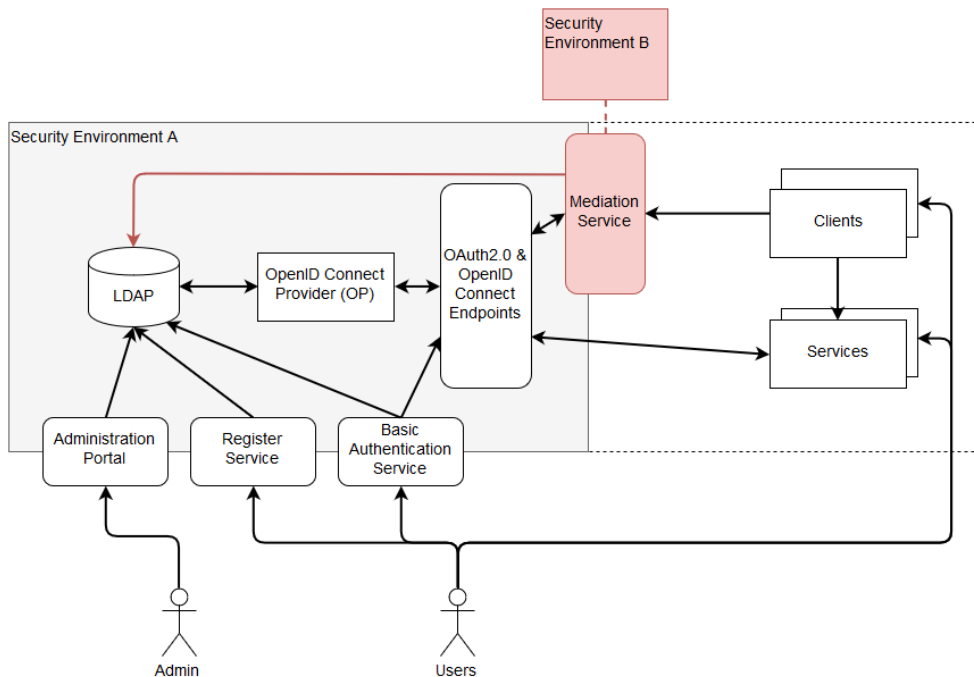 Security
Environment B
Security Environment A
Mediation
Service
Clients
OAuth2.0 &
OpenID
Connect
Endpoints
OpenID Connect
Provider (OP)
LDAP
Services
Administration
Portal
Register
Service
Basic
Authentication
Service
Admin
Users